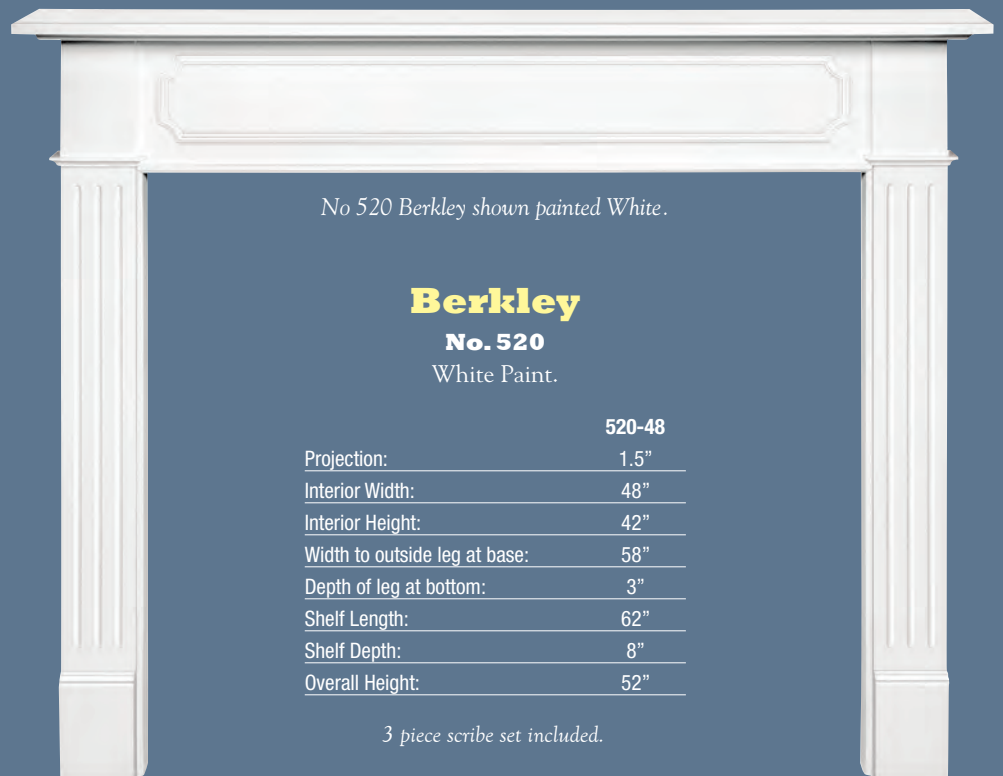 No 520 Berkley shown painted White.
Berkley
No. 520
White Paint.
520-48
Projection: 1.5”
Interior Width: 48”
Interior Height: 42”
Width to outside leg at base: 58”
Depth of leg at bottom: 3”
Shelf Length: 62”
Shelf Depth: 8”
Overall Height: 52”
3 piece scribe set included.